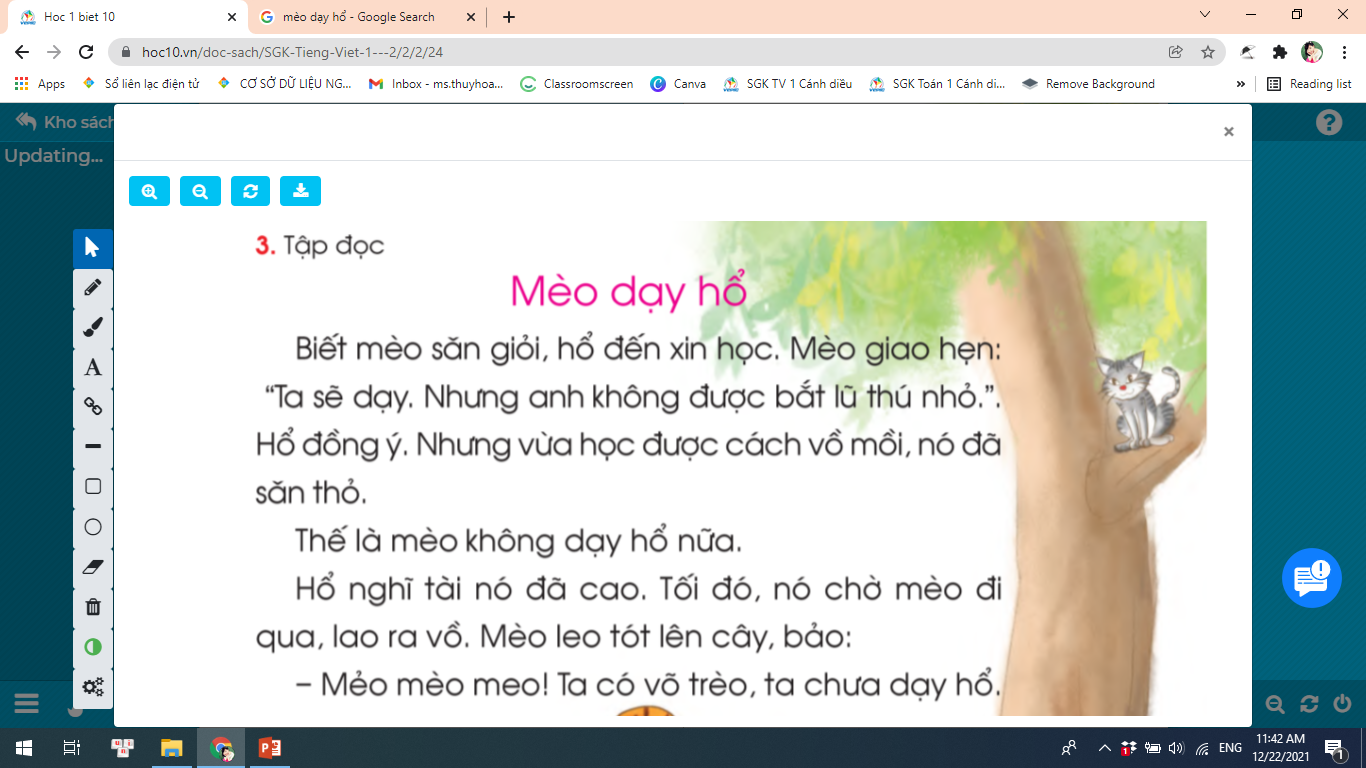 Hoc 1 biet 10
mèo dạy hổ - Google Search
hoc10.vn/doc-sach/SGK-Tieng-Viet-1---2/2/2/24
Apps Sổ liên lạc điện tử CƠ SỞ DỮ LIỆU NG... Inbox - ms.thuyhoa... Classroomscreen Canva SGK TV 1 Cánh diều SGK Toán 1 Cánh di... Remove Background » Reading list
Kho sách
Updating...
3. Tập đọc
Mèo dạy hổ
Biết mèo săn giỏi, hổ đến xin học. Mèo giao hẹn:
“Ta sẽ dạy. Nhưng anh không được bắt lũ thú nhỏ.”.
Hổ đồng ý. Nhưng vừa học được cách vồ mồi, nó đã
săn thỏ.
Thế là mèo không dạy hổ nữa.
Hổ nghĩ tài nó đã cao. Tối đó, nó chờ mèo đi
qua, lao ra vồ. Mèo leo tót lên cây, bảo:
– Mẻo mèo meo! Ta có võ trèo, ta chưa dạy hổ.
ENG
11:42 AM
12/22/2021